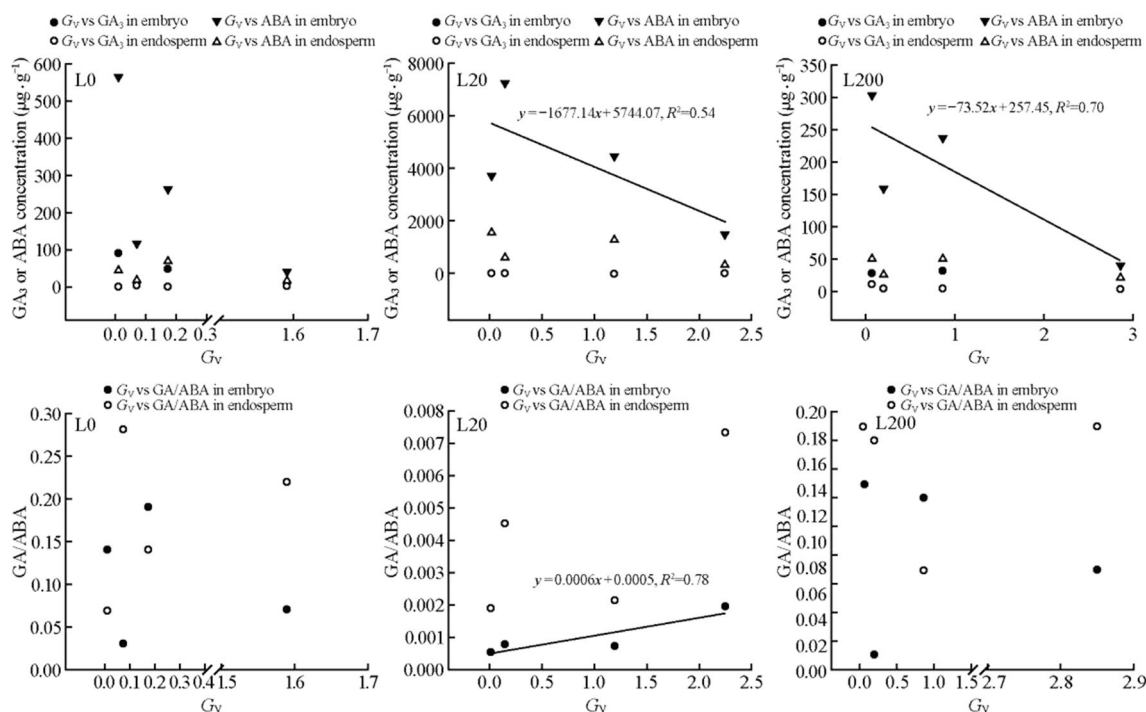 ● Gᵥ vs GA₃ in embryo ▼ Gᵥ vs ABA in embryo
○ Gᵥ vs GA₃ in endosperm △ Gᵥ vs ABA in endosperm
L0
GA₃ or ABA concentration (μg·g⁻¹)
600
500
400
300
200
100
0
0.0 0.1 0.2 0.3 1.6 1.7
Gᵥ
● Gᵥ vs GA₃ in embryo ▼ Gᵥ vs ABA in embryo
○ Gᵥ vs GA₃ in endosperm △ Gᵥ vs ABA in endosperm
L20
y=−1677.14x+5744.07, R²=0.54
GA₃ or ABA concentration (μg·g⁻¹)
8000
6000
4000
2000
0
0.0 0.5 1.0 1.5 2.0 2.5
Gᵥ
● Gᵥ vs GA₃ in embryo ▼ Gᵥ vs ABA in embryo
○ Gᵥ vs GA₃ in endosperm △ Gᵥ vs ABA in endosperm
L200
y=−73.52x+257.45, R²=0.70
GA₃ or ABA concentration (μg·g⁻¹)
350
300
250
200
150
100
50
0
0 1 2 3
Gᵥ
● Gᵥ vs GA/ABA in embryo
○ Gᵥ vs GA/ABA in endosperm
L0
GA/ABA
0.30
0.25
0.20
0.15
0.10
0.05
0.00
0.0 0.1 0.2 0.3 0.4 1.5 1.6 1.7
Gᵥ
● Gᵥ vs GA/ABA in embryo
○ Gᵥ vs GA/ABA in endosperm
L20
y=0.0006x+0.0005, R²=0.78
GA/ABA
0.008
0.007
0.006
0.005
0.004
0.003
0.002
0.001
0.000
0.0 0.5 1.0 1.5 2.0 2.5
Gᵥ
● Gᵥ vs GA/ABA in embryo
○ Gᵥ vs GA/ABA in endosperm
L200
GA/ABA
0.20
0.18
0.16
0.14
0.12
0.10
0.08
0.06
0.04
0.02
0.00
0.0 0.5 1.0 1.5 2.7 2.8 2.9
Gᵥ